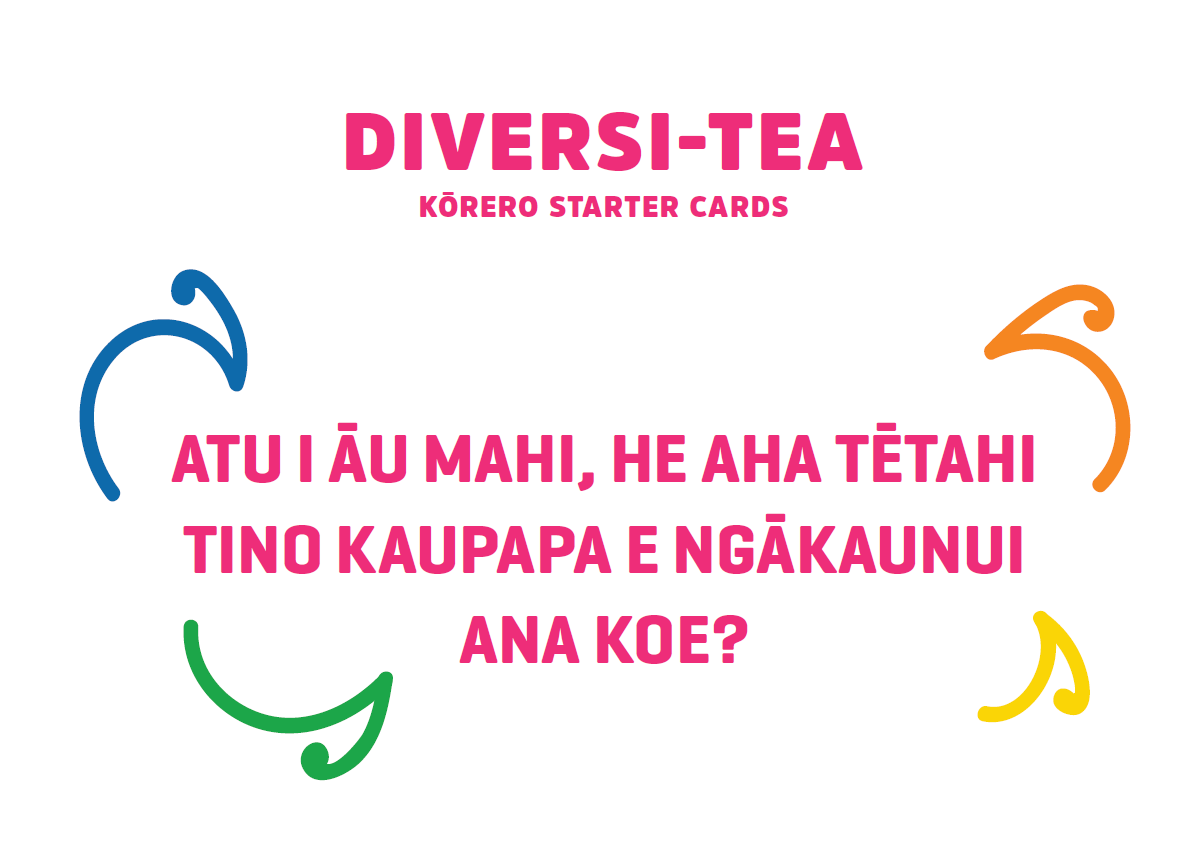 DIVERSI-TEA
KŌRERO STARTER CARDS
ATU I ĀU MAHI, HE AHA TĒTAHI
TINO KAUPAPA E NGĀKAUNUI
ANA KOE?